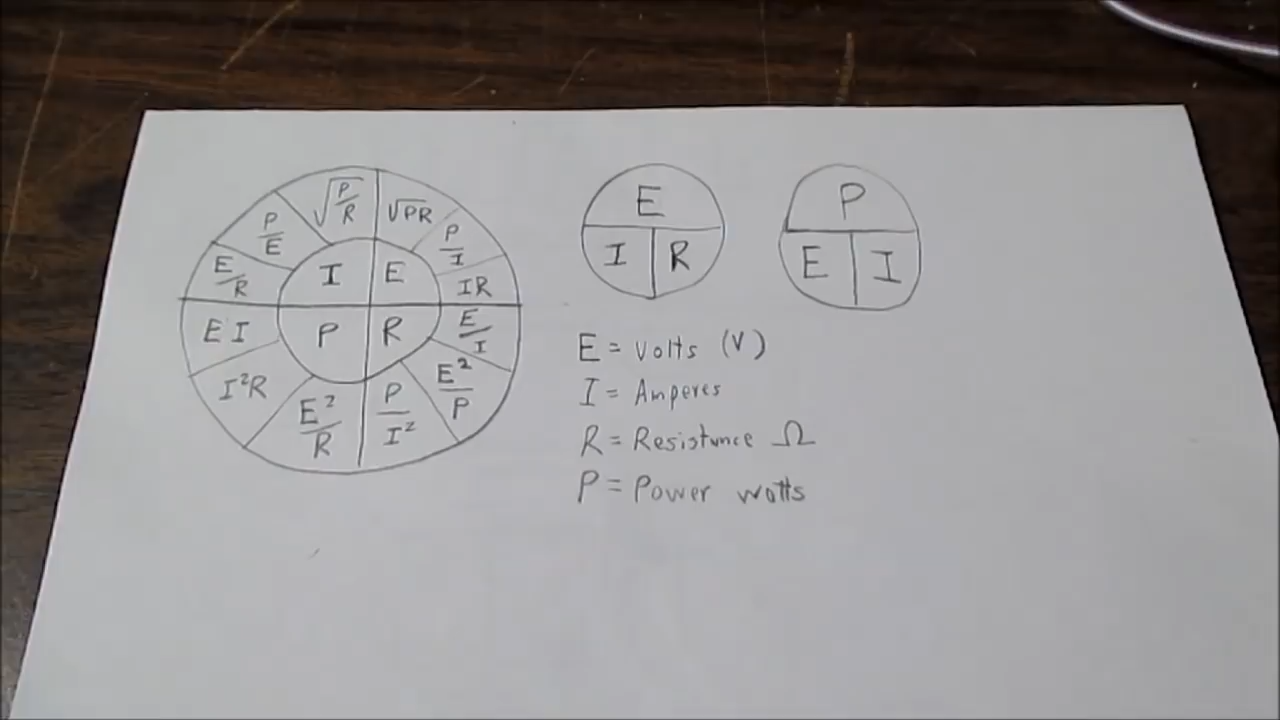 √(P/R) √PR
P/E P/I
E/R I E IR
EI P R E/I
I²R E²/P
E²/R P/I²
E
I R
P
E I
E = Volts (V)
I = Amperes
R = Resistance Ω
P = Power watts